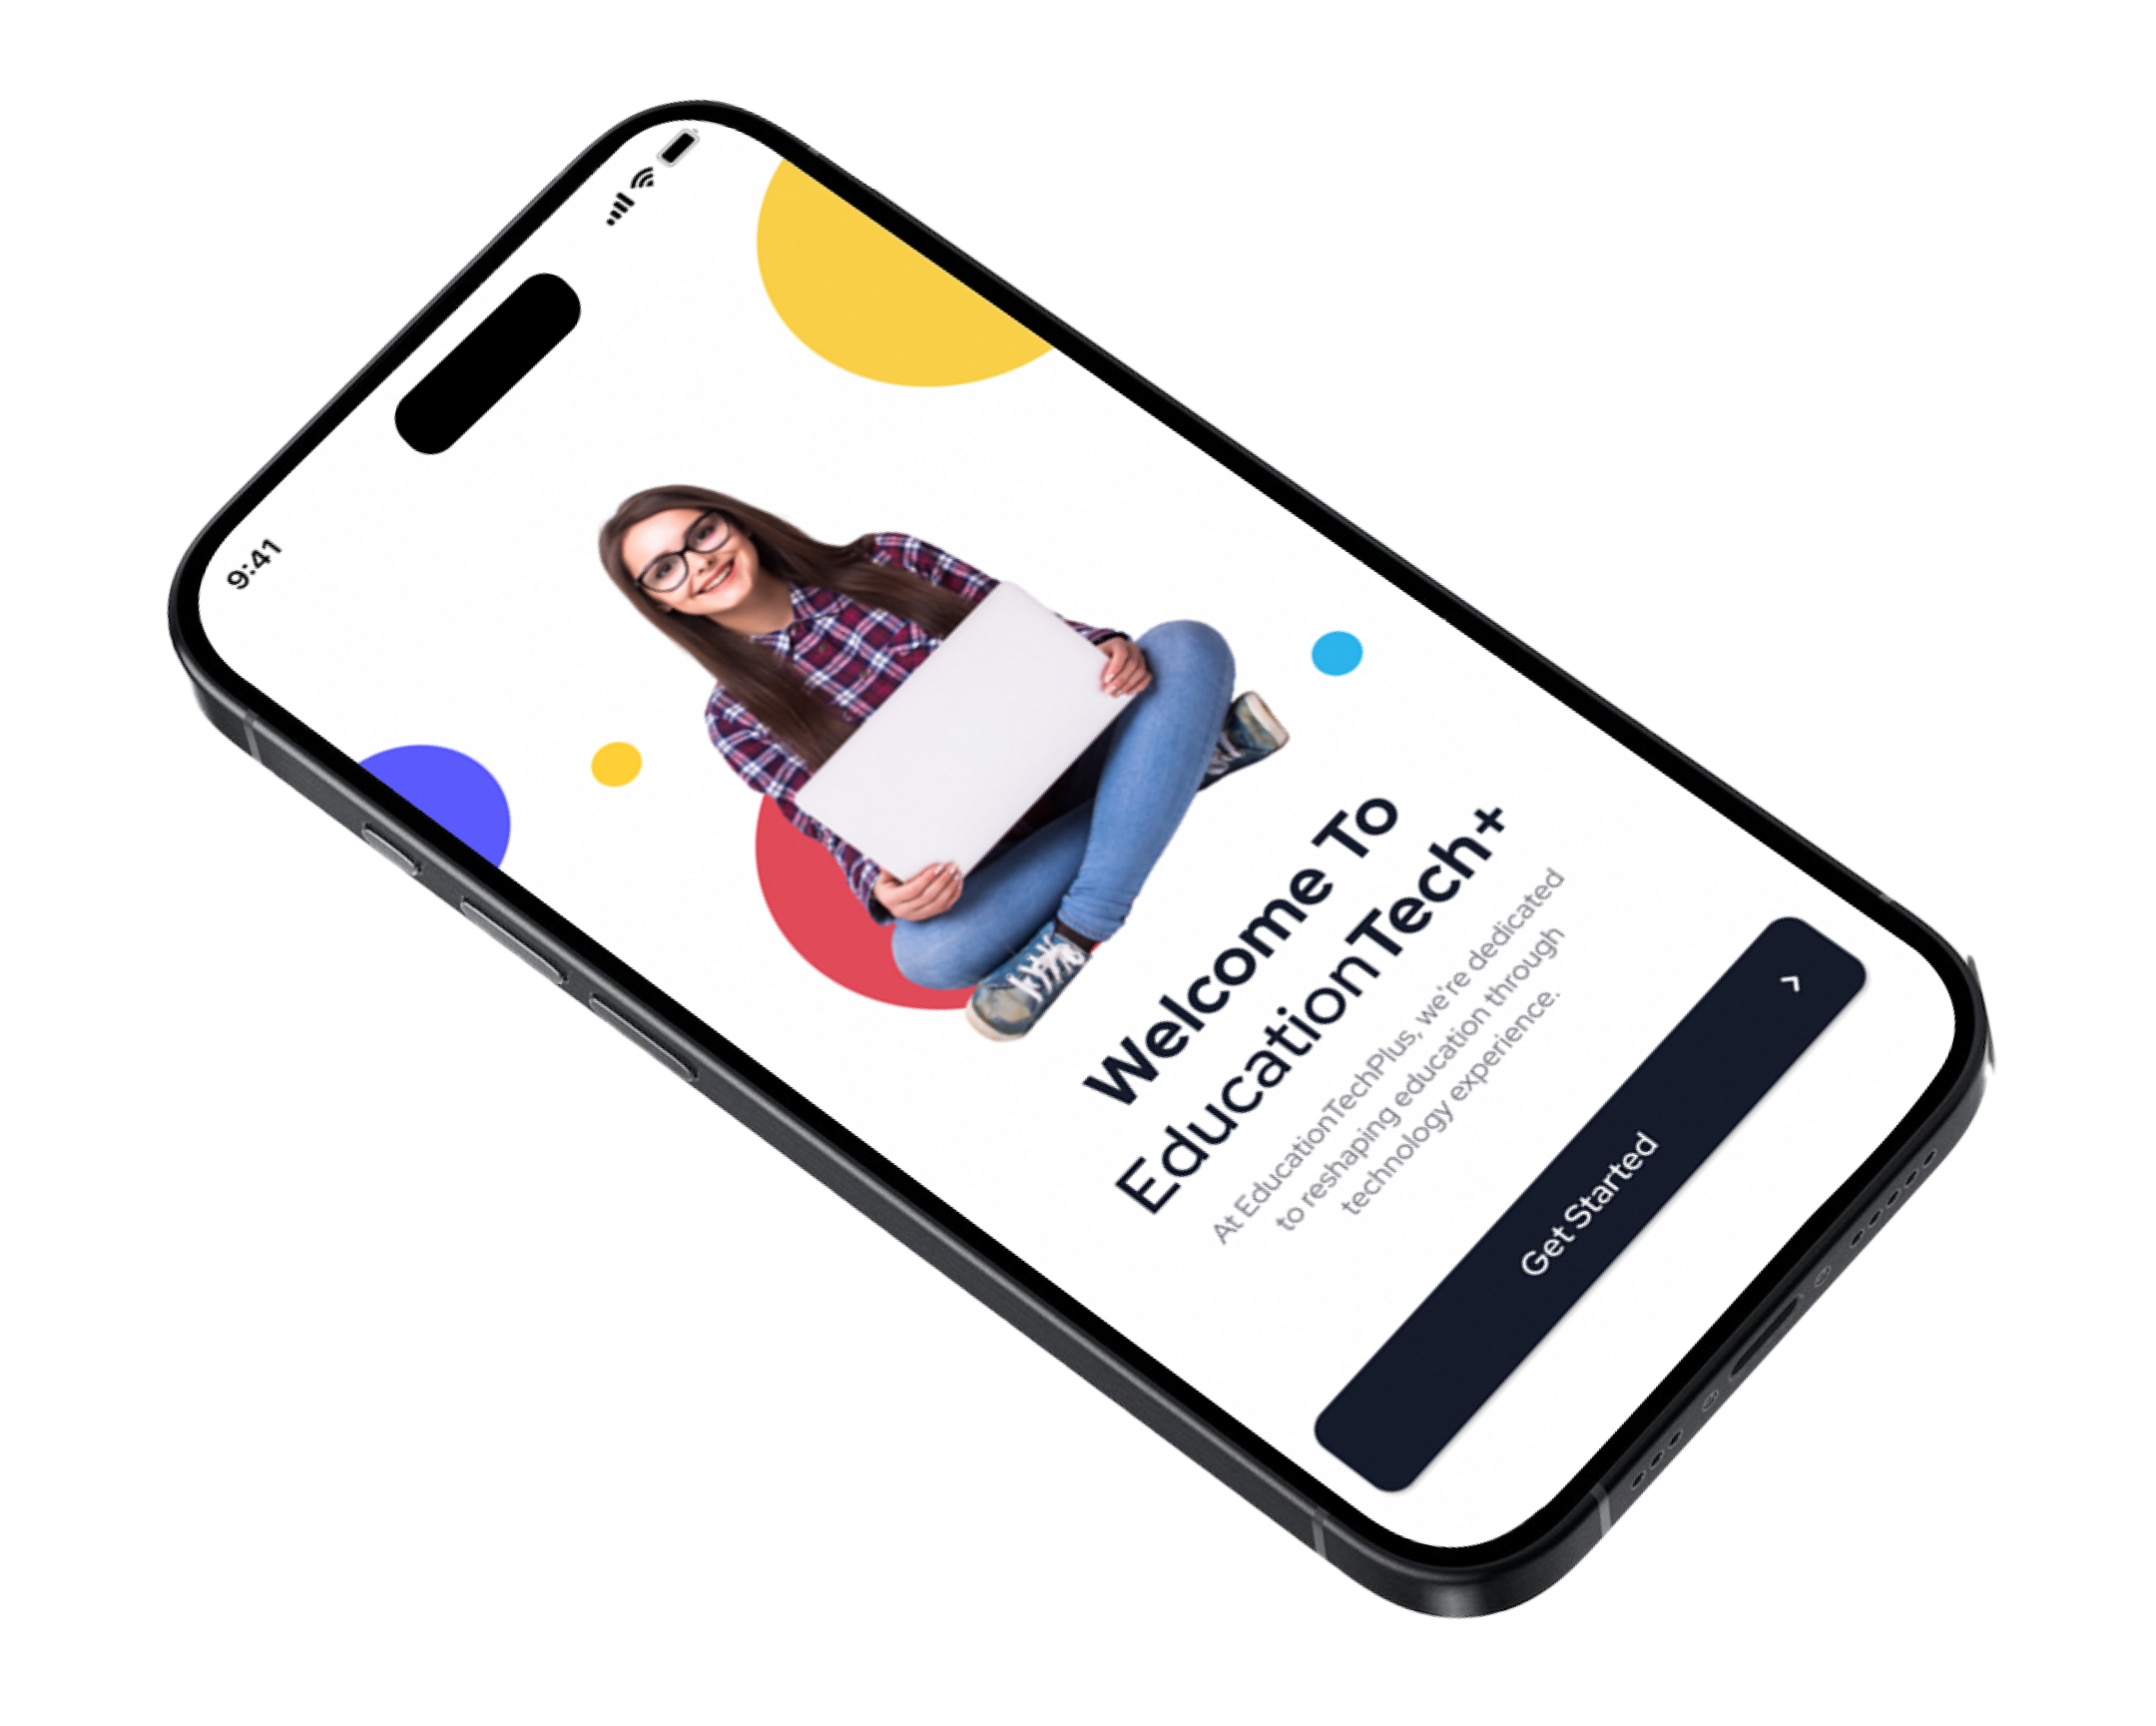 9:41
Welcome To
EducationTech+
At EducationTechPlus, we're dedicated
to reshaping education through
technology experience.
Get Started